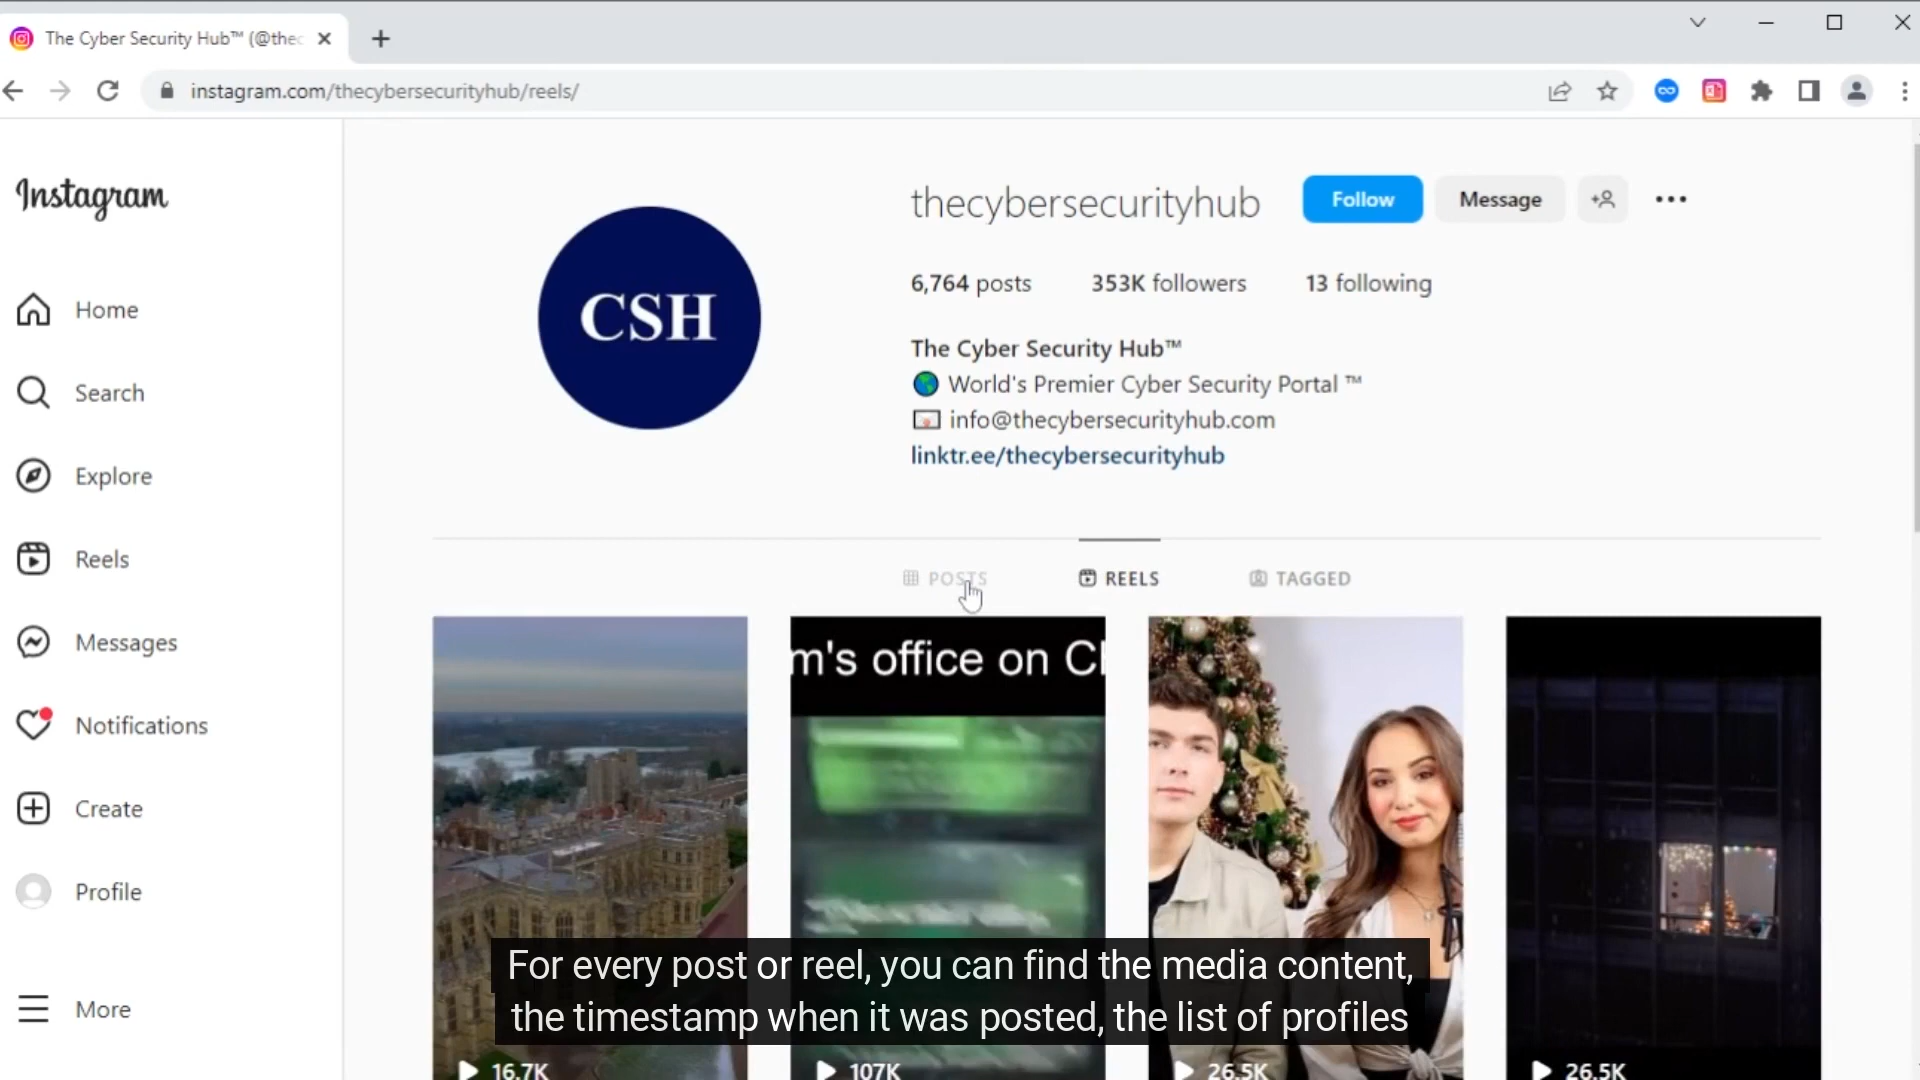 The Cyber Security Hub™ (@thec
instagram.com/thecybersecurityhub/reels/
Instagram
Home
Search
Explore
Reels
Messages
Notifications
Create
Profile
More
CSH
thecybersecurityhub
Follow
Message
6,764 posts
353K followers
13 following
The Cyber Security Hub™
World's Premier Cyber Security Portal ™
info@thecybersecurityhub.com
linktr.ee/thecybersecurityhub
POSTS
REELS
TAGGED
m's office on Ch
For every post or reel, you can find the media content,
the timestamp when it was posted, the list of profiles
16.7K
107K
26.5K
26.5K